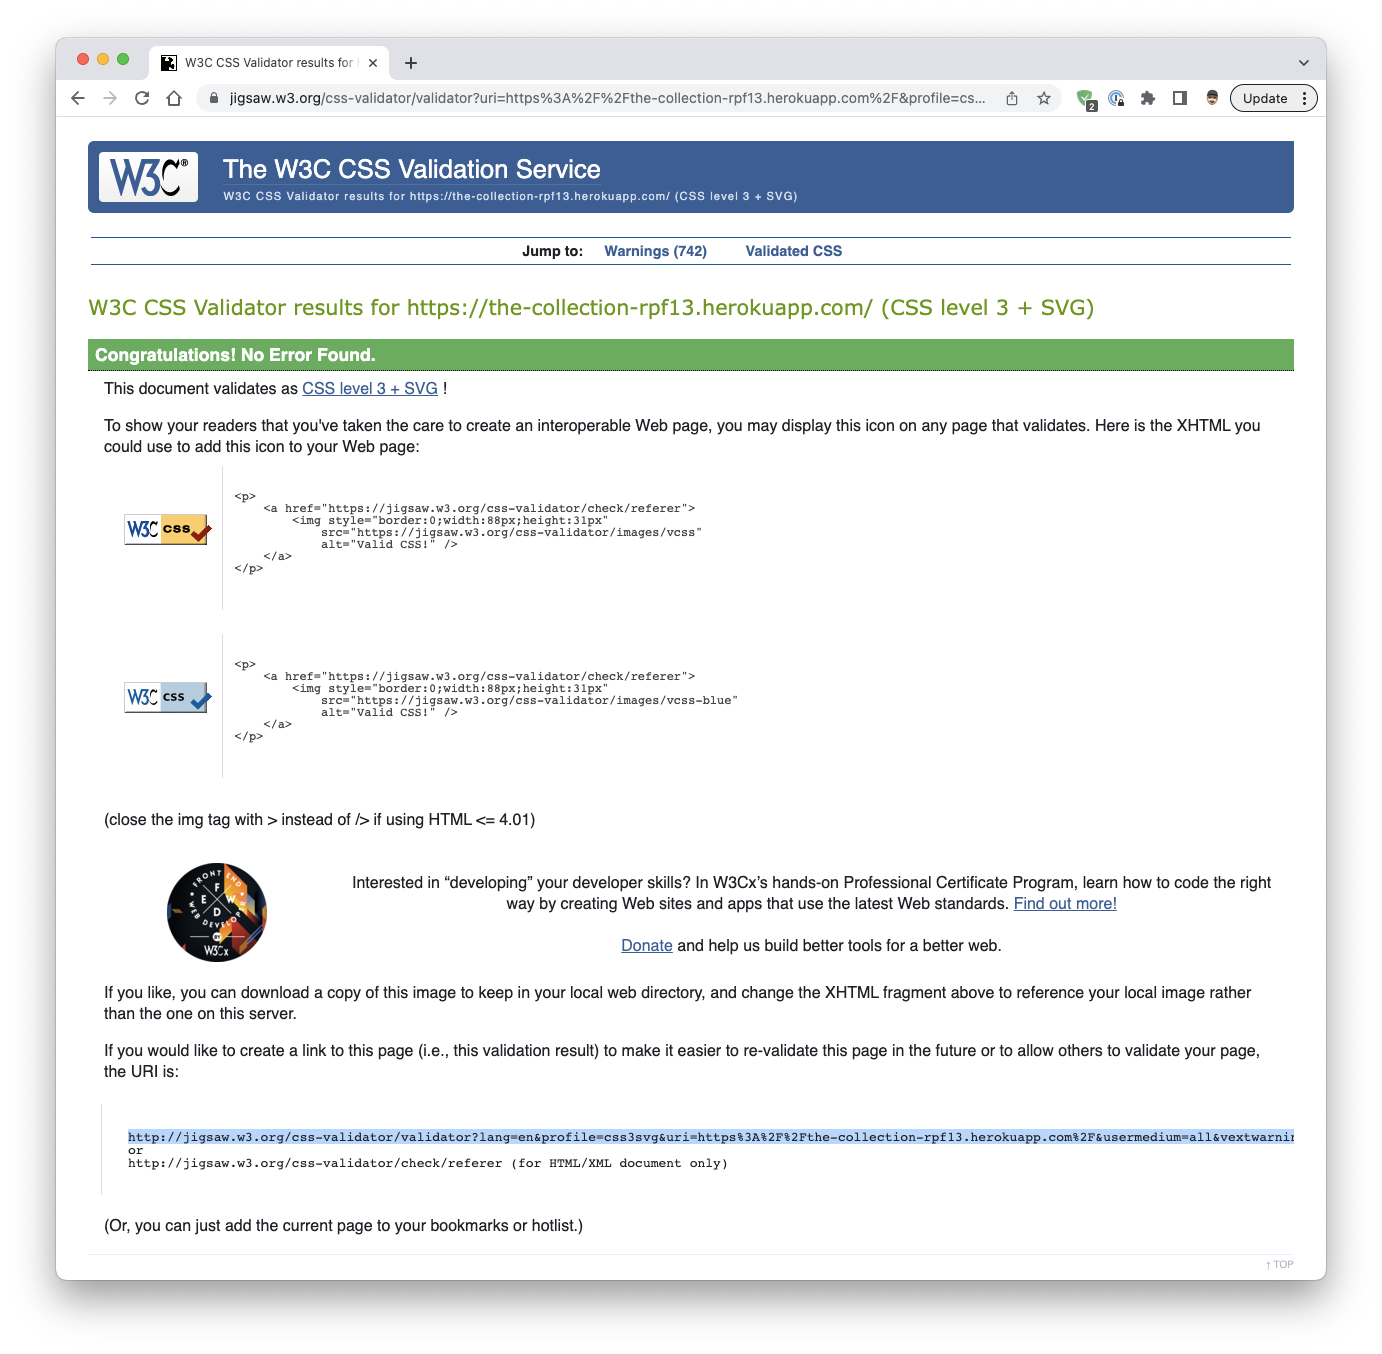 W3C CSS Validator results for
jigsaw.w3.org/css-validator/validator?uri=https%3A%2F%2Fthe-collection-rpf13.herokuapp.com%2F&profile=cs...
2
Update
W3C®
The W3C CSS Validation Service
W3C CSS Validator results for https://the-collection-rpf13.herokuapp.com/ (CSS level 3 + SVG)
Jump to: Warnings (742) Validated CSS
W3C CSS Validator results for https://the-collection-rpf13.herokuapp.com/ (CSS level 3 + SVG)
Congratulations! No Error Found.
This document validates as CSS level 3 + SVG !
To show your readers that you've taken the care to create an interoperable Web page, you may display this icon on any page that validates. Here is the XHTML you
could use to add this icon to your Web page:
W3C css
<p>
<a href="https://jigsaw.w3.org/css-validator/check/referer">
<img style="border:0;width:88px;height:31px"
src="https://jigsaw.w3.org/css-validator/images/vcss"
alt="Valid CSS!" />
</a>
</p>
W3C css
<p>
<a href="https://jigsaw.w3.org/css-validator/check/referer">
<img style="border:0;width:88px;height:31px"
src="https://jigsaw.w3.org/css-validator/images/vcss-blue"
alt="Valid CSS!" />
</a>
</p>
(close the img tag with > instead of /> if using HTML <= 4.01)
FRONT END
F
E W
D
WEB DEVELOPER
BY
W3Cx
Interested in “developing” your developer skills? In W3Cx’s hands-on Professional Certificate Program, learn how to code the right
way by creating Web sites and apps that use the latest Web standards. Find out more!
Donate and help us build better tools for a better web.
If you like, you can download a copy of this image to keep in your local web directory, and change the XHTML fragment above to reference your local image rather
than the one on this server.
If you would like to create a link to this page (i.e., this validation result) to make it easier to re-validate this page in the future or to allow others to validate your page,
the URI is:
http://jigsaw.w3.org/css-validator/validator?lang=en&profile=css3svg&uri=https%3A%2F%2Fthe-collection-rpf13.herokuapp.com%2F&usermedium=all&vextwarnin
or
http://jigsaw.w3.org/css-validator/check/referer (for HTML/XML document only)
(Or, you can just add the current page to your bookmarks or hotlist.)
↑ TOP